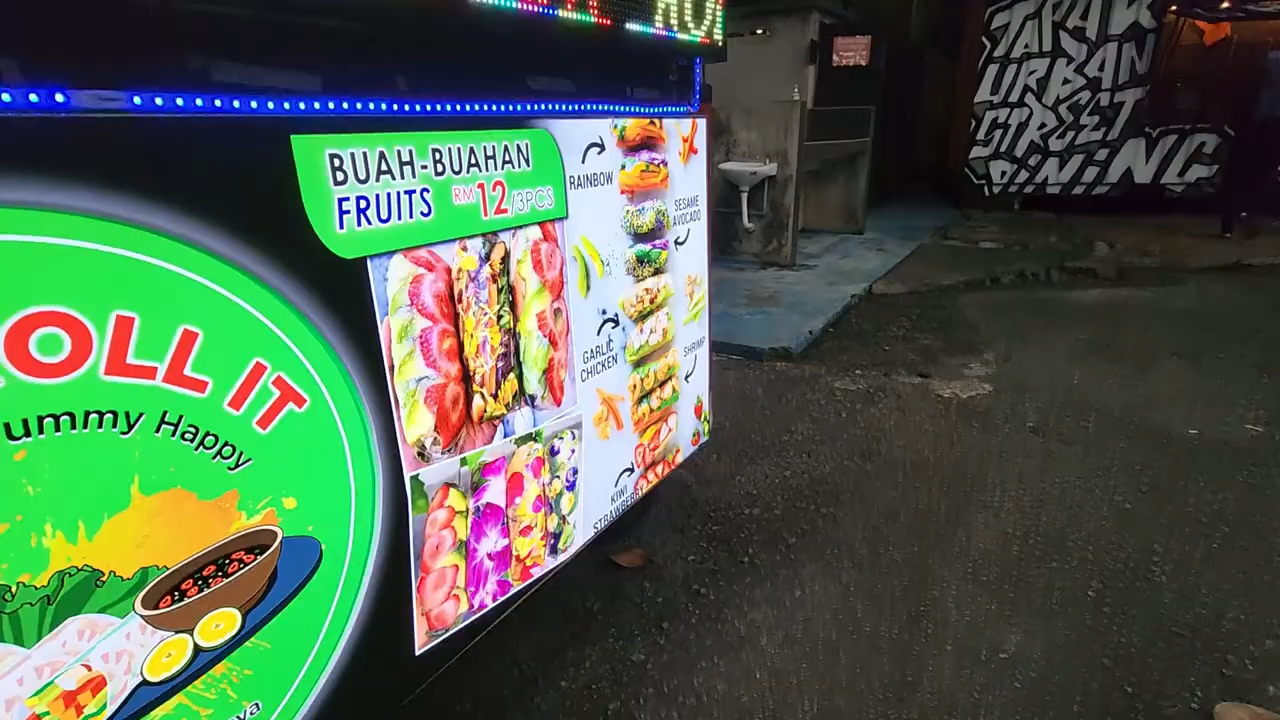 BUAH-BUAHAN
FRUITS RM12/3PCS
RAINBOW
SESAME
AVOCADO
GARLIC
CHICKEN
SHRIMP
KIWI
STRAWBERRY
OLL IT
ummy Happy
TAPAK
URBAN
STREET
DINING